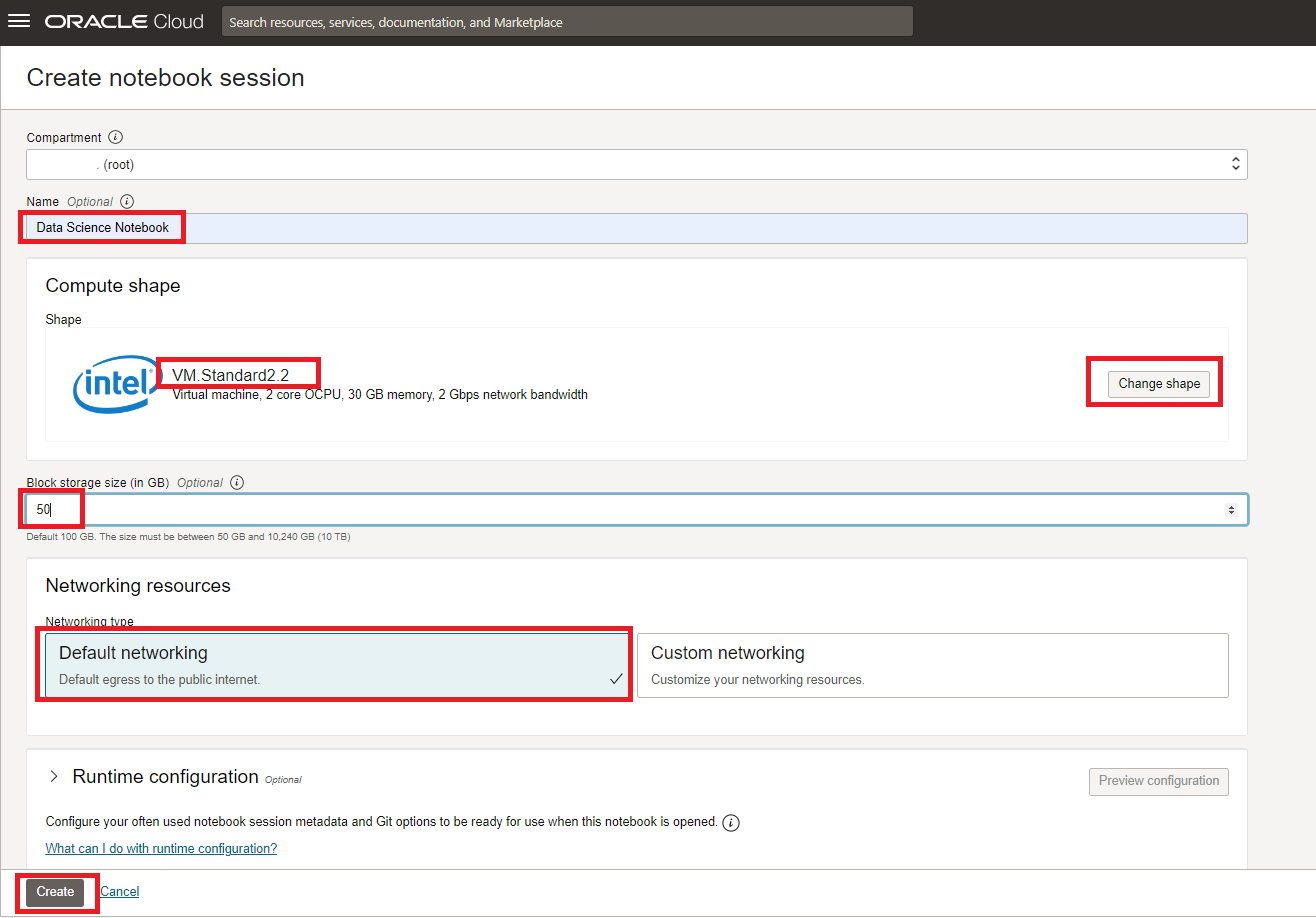 ORACLE Cloud
Search resources, services, documentation, and Marketplace
Create notebook session
Compartment
. (root)
Name Optional
Data Science Notebook
Compute shape
Shape
intel
VM.Standard2.2
Virtual machine, 2 core OCPU, 30 GB memory, 2 Gbps network bandwidth
Change shape
Block storage size (in GB) Optional
50
Default 100 GB. The size must be between 50 GB and 10,240 GB (10 TB)
Networking resources
Networking type
Default networking
Default egress to the public internet.
Custom networking
Customize your networking resources.
Runtime configuration Optional
Preview configuration
Configure your often used notebook session metadata and Git options to be ready for use when this notebook is opened.
What can I do with runtime configuration?
Create Cancel